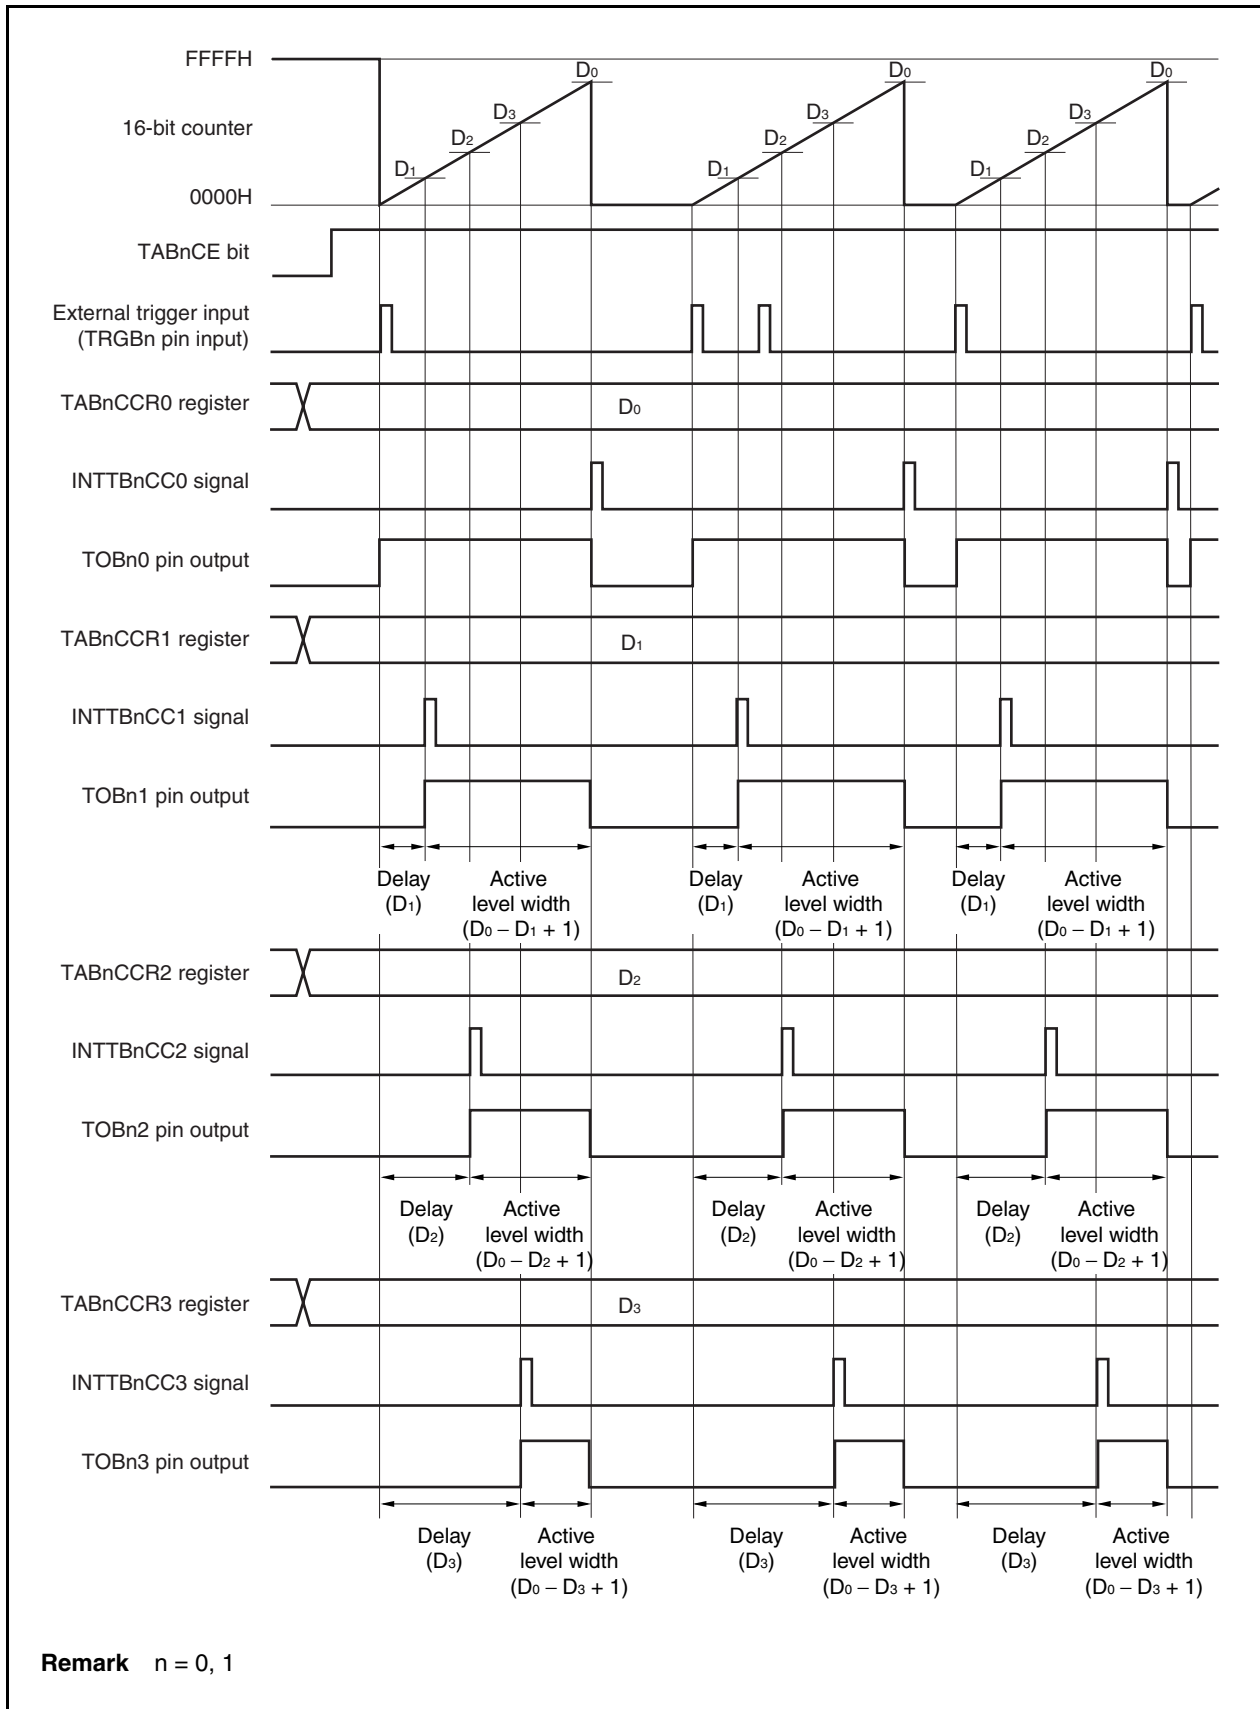 FFFFH
D0 D0 D0
16-bit counter
D3 D3 D3
D2 D2 D2
D1 D1 D1
0000H
TABnCE bit
External trigger input
(TRGBn pin input)
TABnCCR0 register
D0
INTTBnCC0 signal
TOBn0 pin output
TABnCCR1 register
D1
INTTBnCC1 signal
TOBn1 pin output
Delay Active Delay Active Delay Active
(D1) level width (D1) level width (D1) level width
(D0 – D1 + 1) (D0 – D1 + 1) (D0 – D1 + 1)
TABnCCR2 register
D2
INTTBnCC2 signal
TOBn2 pin output
Delay Active Delay Active Delay Active
(D2) level width (D2) level width (D2) level width
(D0 – D2 + 1) (D0 – D2 + 1) (D0 – D2 + 1)
TABnCCR3 register
D3
INTTBnCC3 signal
TOBn3 pin output
Delay Active Delay Active Delay Active
(D3) level width (D3) level width (D3) level width
(D0 – D3 + 1) (D0 – D3 + 1) (D0 – D3 + 1)
Remark n = 0, 1